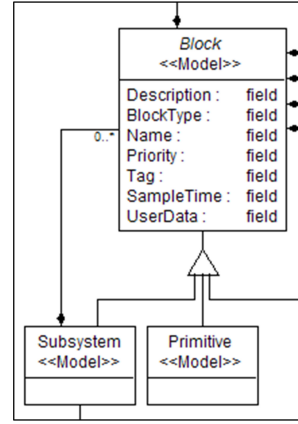 Block
<<Model>>
Description : field
BlockType : field
Name : field
Priority : field
Tag : field
SampleTime : field
UserData : field
0..*
Subsystem
<<Model>>
Primitive
<<Model>>